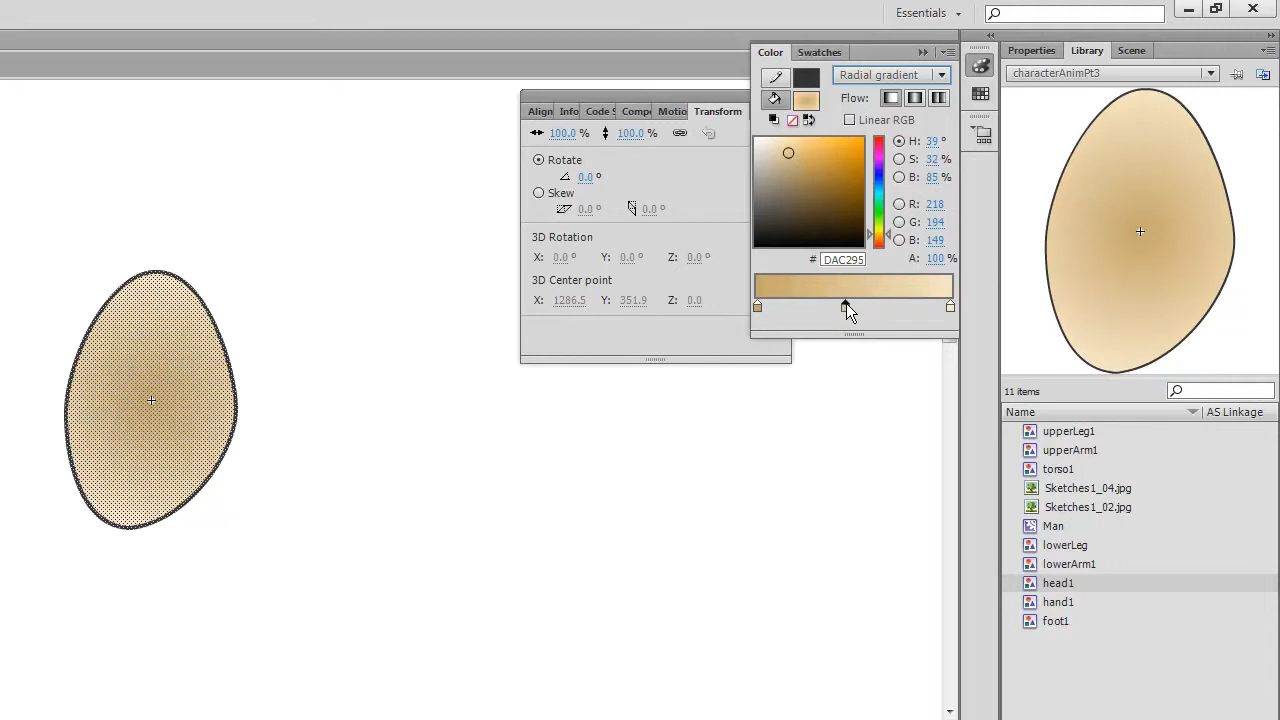 Essentials
Color Swatches
Properties Library Scene
Radial gradient
characterAnimPt3
Flow:
Align Info Code S Compo Motio Transform
Linear RGB
100.0 % 100.0 %
H: 39 °
Rotate
S: 32 %
0.0 °
B: 85 %
Skew
R: 218
0.0 ° 0.0 °
G: 194
3D Rotation
B: 149
X: 0.0 ° Y: 0.0 ° Z: 0.0 °
# DAC295 A: 100 %
3D Center point
X: 1286.5 Y: 351.9 Z: 0.0
11 items
Name AS Linkage
upperLeg1
upperArm1
torso1
Sketches1_04.jpg
Sketches1_02.jpg
Man
lowerLeg
lowerArm1
head1
hand1
foot1